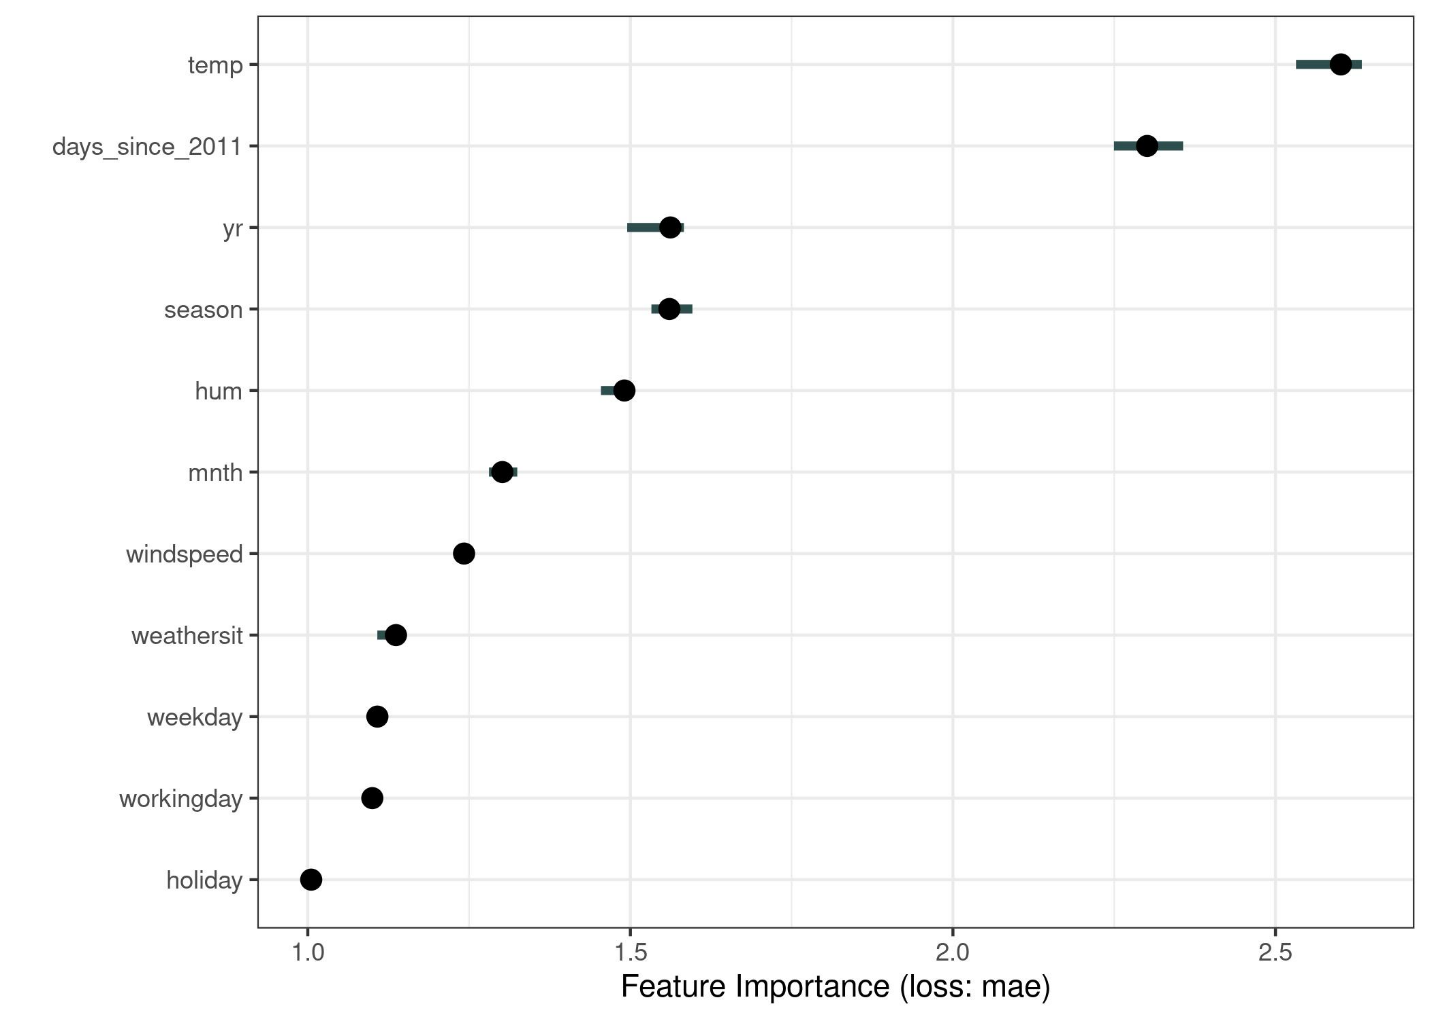 temp
days_since_2011
yr
season
hum
mnth
windspeed
weathersit
weekday
workingday
holiday
1.0 1.5 2.0 2.5
Feature Importance (loss: mae)